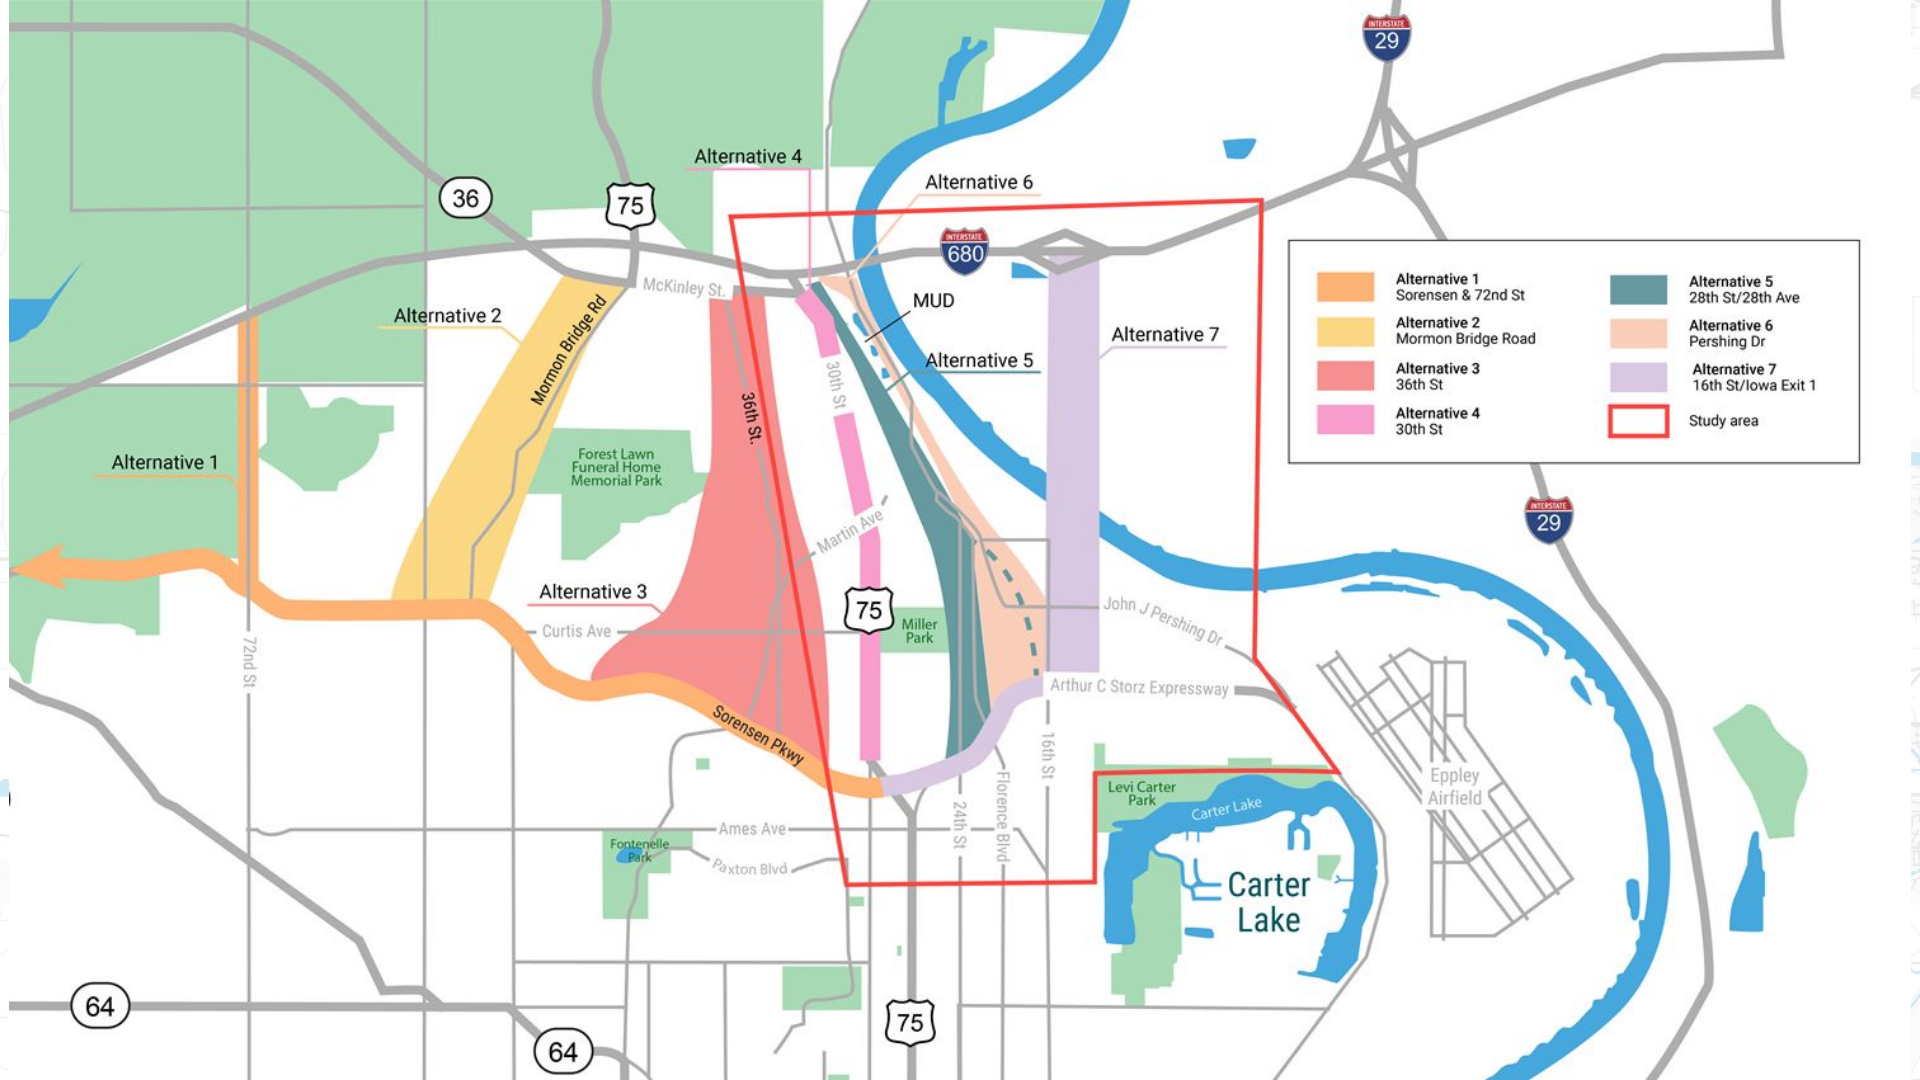 INTERSTATE
29
Alternative 4
Alternative 6
36
75
INTERSTATE
680
McKinley St.
Alternative 2
Mormon Bridge Rd
MUD
Alternative 5
Alternative 7
30th St
36th St.
Alternative 1
Sorensen & 72nd St
Alternative 2
Mormon Bridge Road
Alternative 3
36th St
Alternative 4
30th St
Alternative 5
28th St/28th Ave
Alternative 6
Pershing Dr
Alternative 7
16th St/Iowa Exit 1
Study area
Alternative 1
Forest Lawn
Funeral Home
Memorial Park
Martin Ave
INTERSTATE
29
Alternative 3
75
Curtis Ave
Miller
Park
John J Pershing Dr
72nd St
Arthur C Storz Expressway
Sorensen Pkwy
16th St
Eppley
Airfield
Levi Carter
Park
Carter Lake
24th St
Florence Blvd
Ames Ave
Fontenelle
Park
Paxton Blvd
Carter
Lake
64
75
64